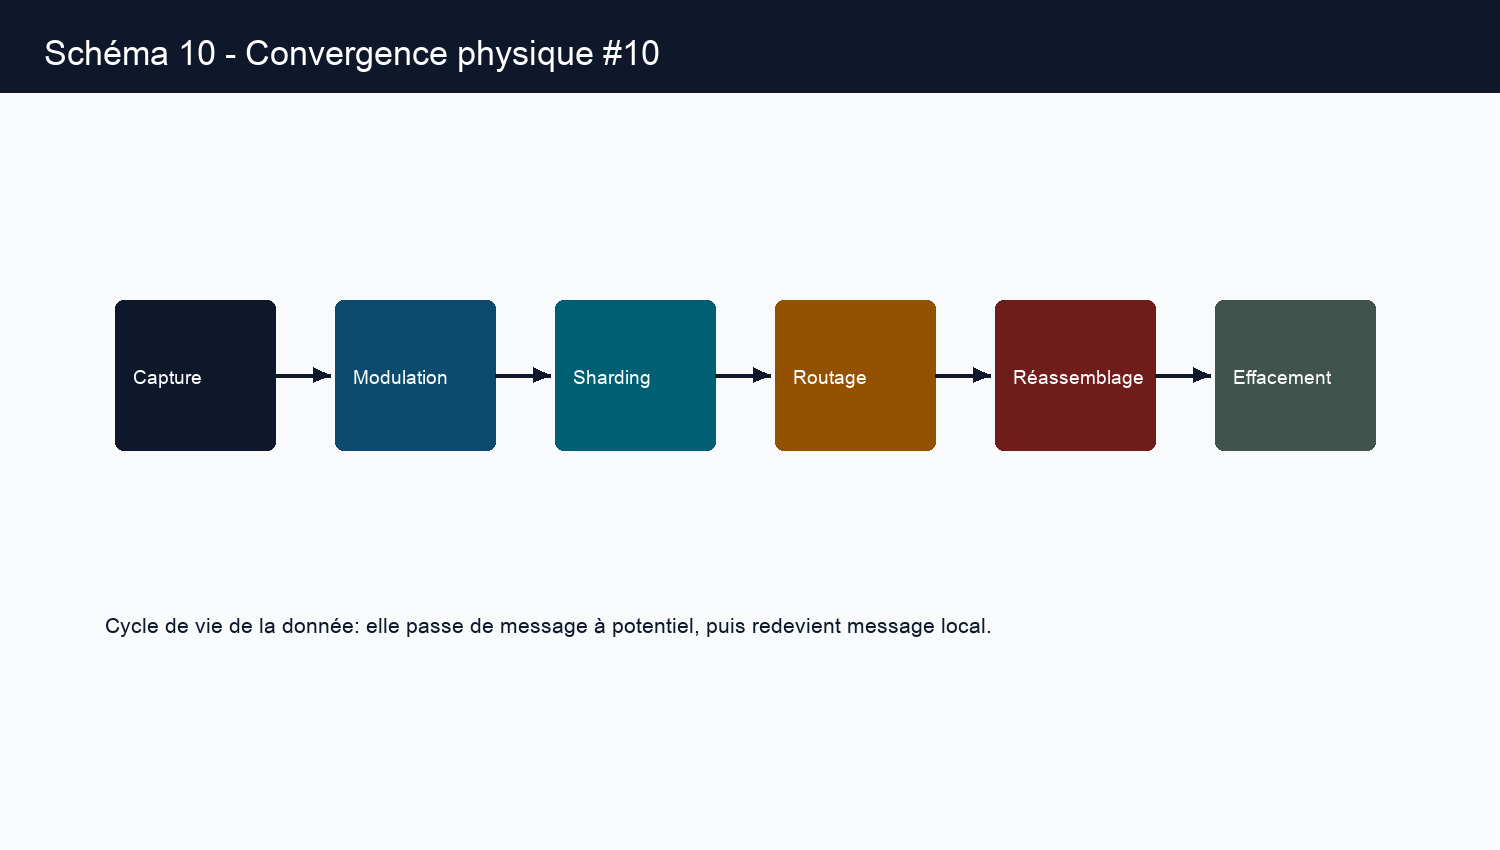 Schéma 10 - Convergence physique #10
Capture
Modulation
Sharding
Routage
Réassemblage
Effacement
Cycle de vie de la donnée: elle passe de message à potentiel, puis redevient message local.